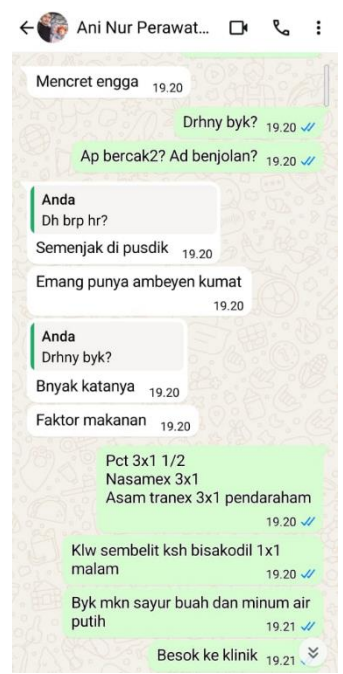 Ani Nur Perawat...
Mencret engga 19.20
Drhny byk? 19.20
Ap bercak2? Ad benjolan? 19.20
Anda
Dh brp hr?
Semenjak di pusdik 19.20
Emang punya ambeyen kumat
19.20
Anda
Drhny byk?
Bnyak katanya 19.20
Faktor makanan 19.20
Pct 3x1 1/2
Nasamex 3x1
Asam tranex 3x1 pendaraham
19.20
Klw sembelit ksh bisakodil 1x1
malam 19.20
Byk mkn sayur buah dan minum air
putih 19.21
Besok ke klinik 19.21